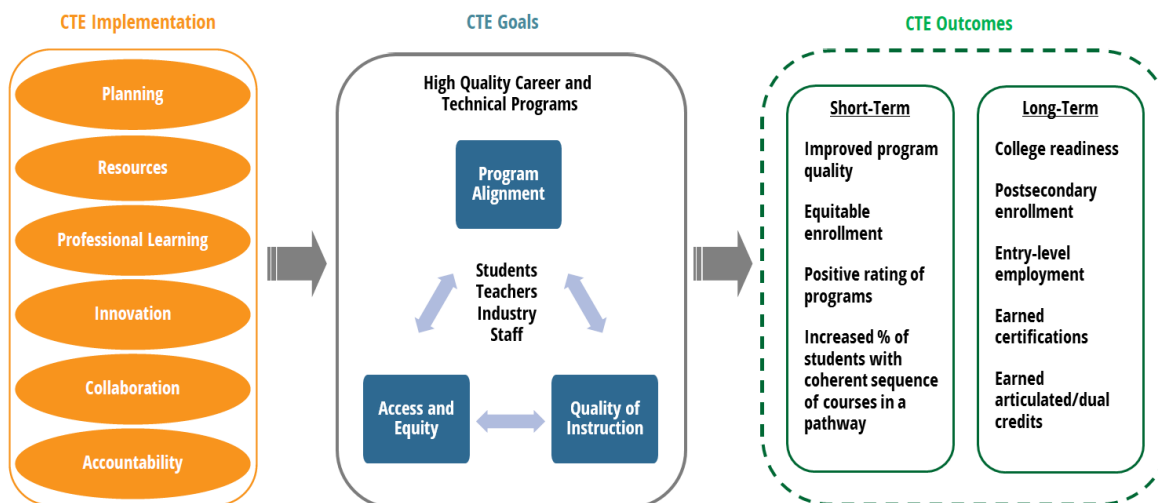 CTE Implementation
Planning
Resources
Professional Learning
Innovation
Collaboration
Accountability
CTE Goals
High Quality Career and
Technical Programs
Program
Alignment
Students
Teachers
Industry
Staff
Access and
Equity
Quality of
Instruction
CTE Outcomes
Short-Term
Improved program
quality
Equitable
enrollment
Positive rating of
programs
Increased % of
students with
coherent sequence
of courses in a
pathway
Long-Term
College readiness
Postsecondary
enrollment
Entry-level
employment
Earned
certifications
Earned
articulated/dual
credits